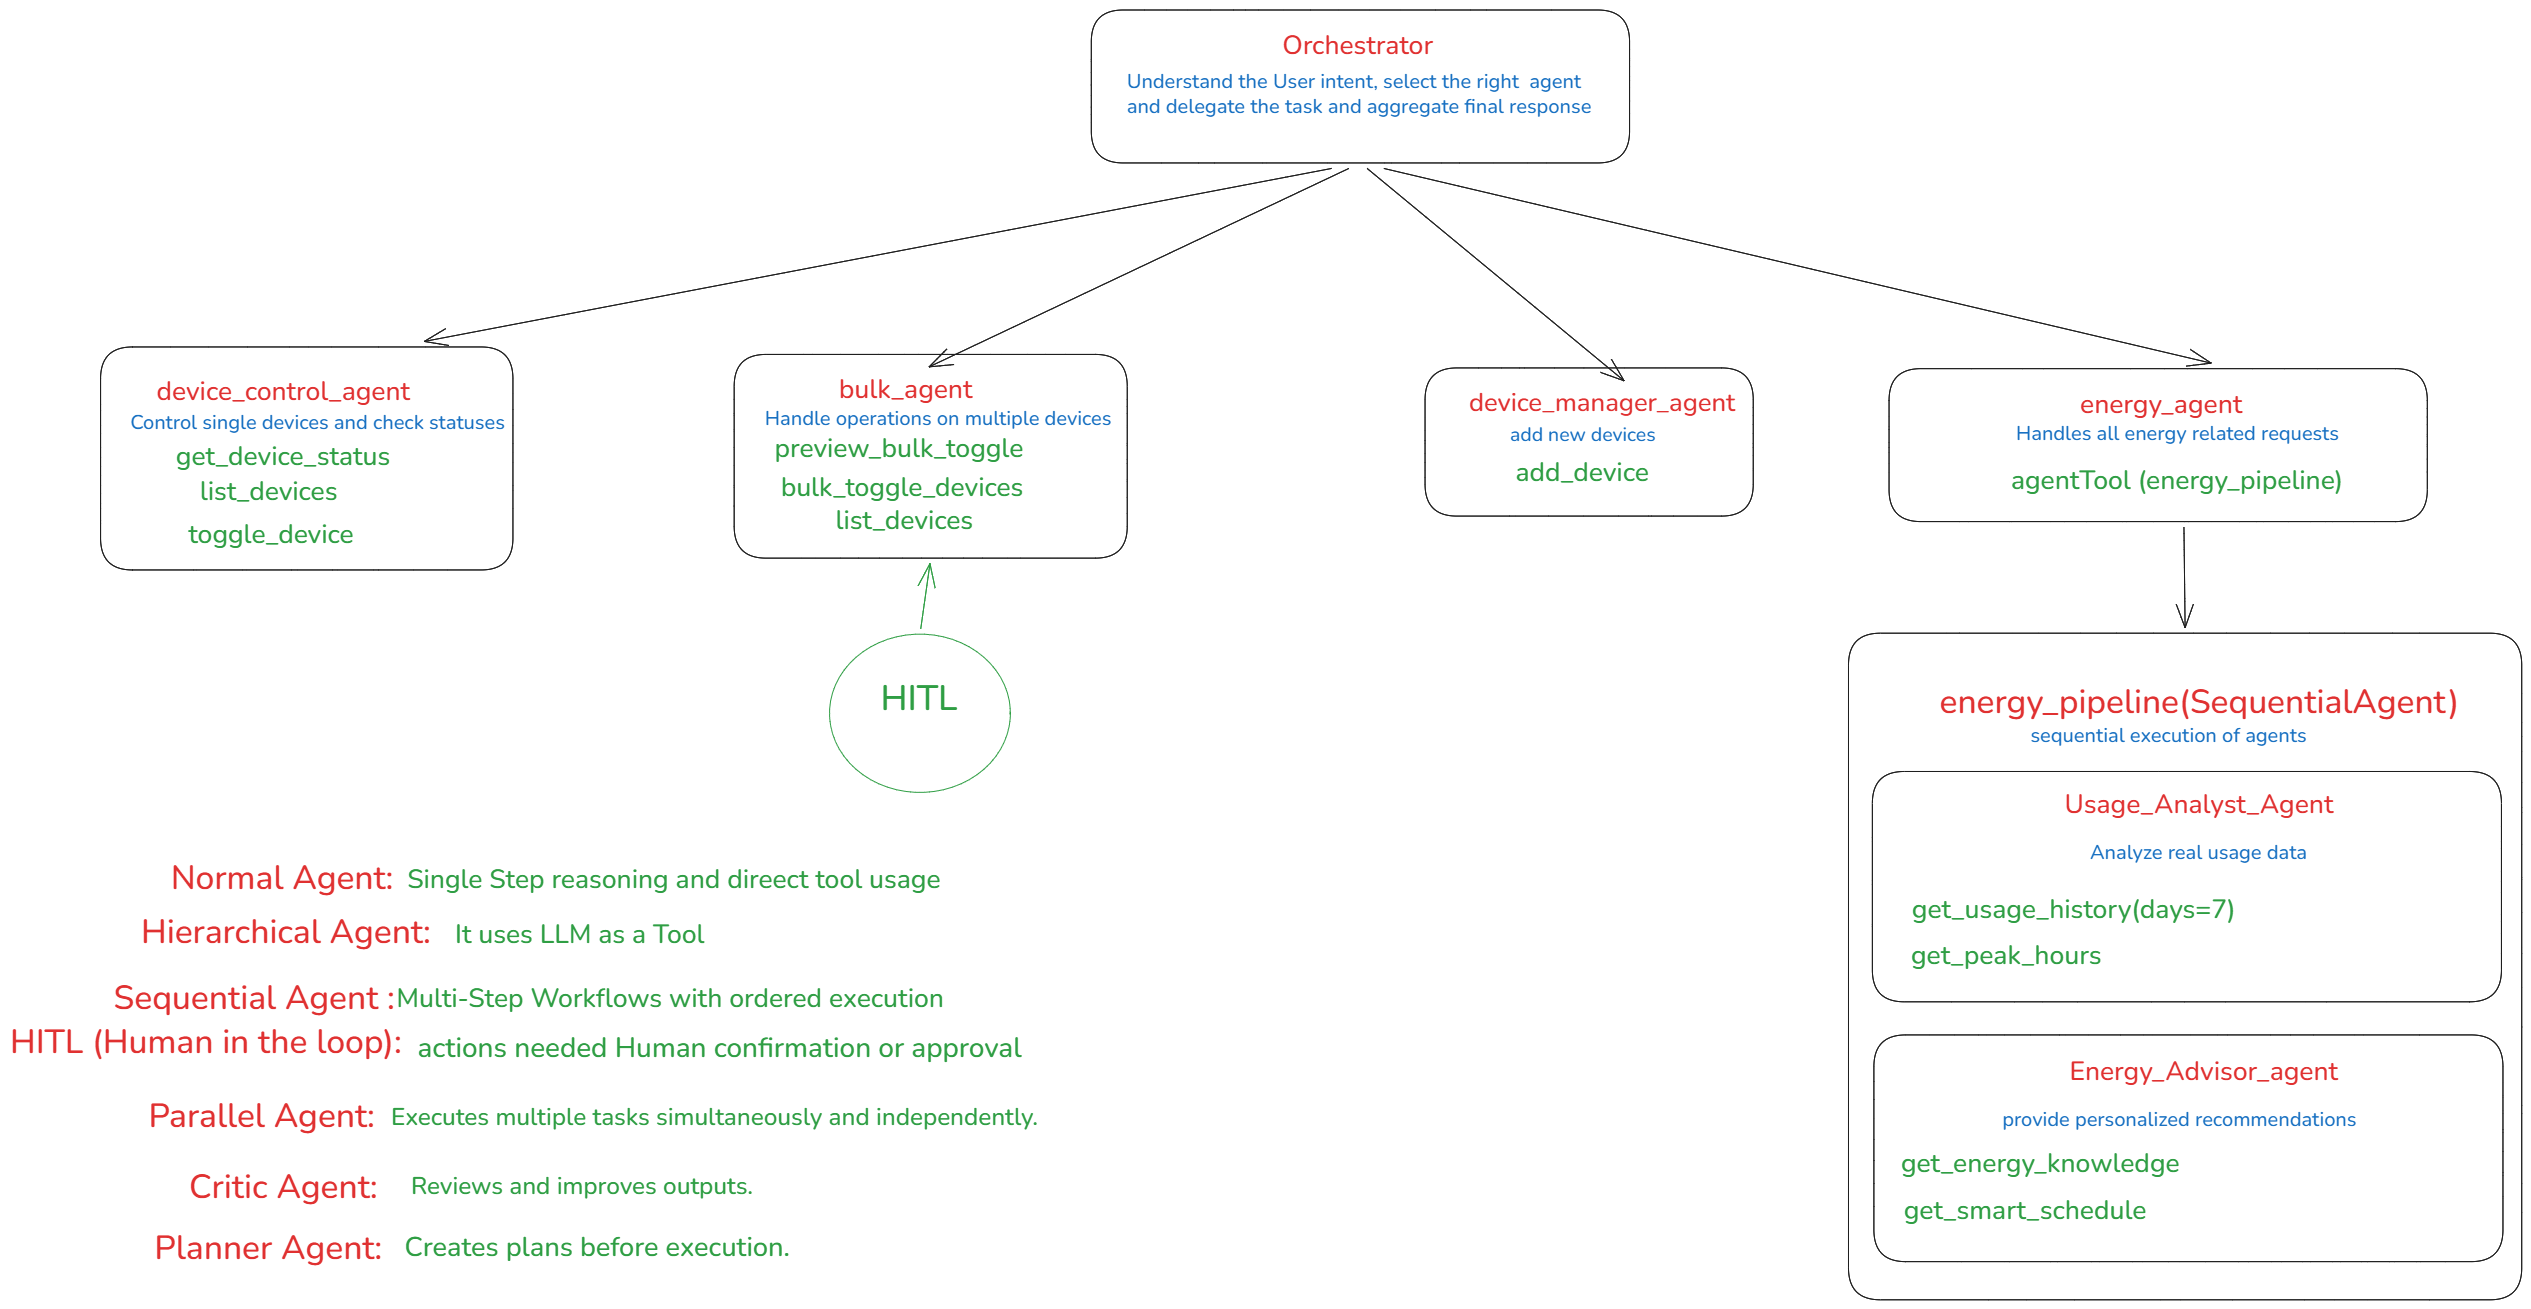 Orchestrator
Understand the User intent, select the right  agent
and delegate the task and aggregate final response
device_control_agent
Control single devices and check statuses
get_device_status
list_devices
toggle_device
bulk_agent
Handle operations on multiple devices
preview_bulk_toggle
bulk_toggle_devices
list_devices
HITL
device_manager_agent
add new devices
add_device
energy_agent
Handles all energy related requests
agentTool (energy_pipeline)
energy_pipeline(SequentialAgent)
sequential execution of agents
Usage_Analyst_Agent
Analyze real usage data
get_usage_history(days=7)
get_peak_hours
Energy_Advisor_agent
provide personalized recommendations
get_energy_knowledge
get_smart_schedule
Normal Agent: Single Step reasoning and direect tool usage
Hierarchical Agent: It uses LLM as a Tool
Sequential Agent :Multi-Step Workflows with ordered execution
HITL (Human in the loop): actions needed Human confirmation or approval
Parallel Agent: Executes multiple tasks simultaneously and independently.
Critic Agent: Reviews and improves outputs.
Planner Agent: Creates plans before execution.